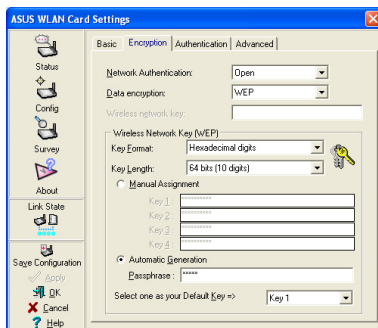 ASUS WLAN Card Settings
Status
Config
Survey
About
Link State
Save Configuration
Apply
OK
Cancel
Help
Basic Encryption Authentication Advanced
Network Authentication: Open
Data encryption: WEP
Wireless network key:
Wireless Network Key (WEP)
Key Format: Hexadecimal digits
Key Length: 64 bits (10 digits)
Manual Assignment
Key 1: **********
Key 2: **********
Key 3: **********
Key 4: **********
Automatic Generation
Passphrase : *****
Select one as your Default Key => Key 1